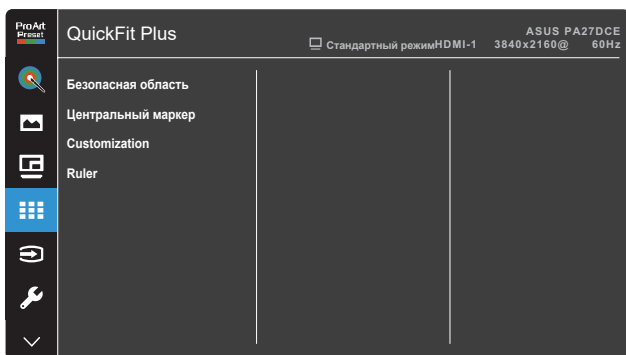 ProArt
Preset
QuickFit Plus
Стандартный режим HDMI-1
ASUS PA27DCE
3840x2160@ 60Hz
Безопасная область
Центральный маркер
Customization
Ruler